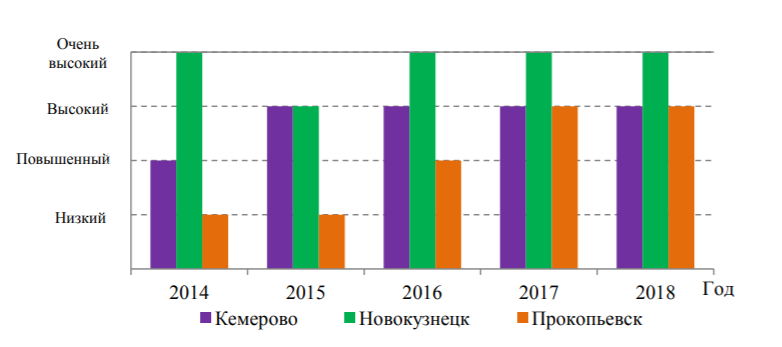 Очень
высокий
Высокий
Повышенный
Низкий
2014 2015 2016 2017 2018 Год
Кемерово Новокузнецк Прокопьевск